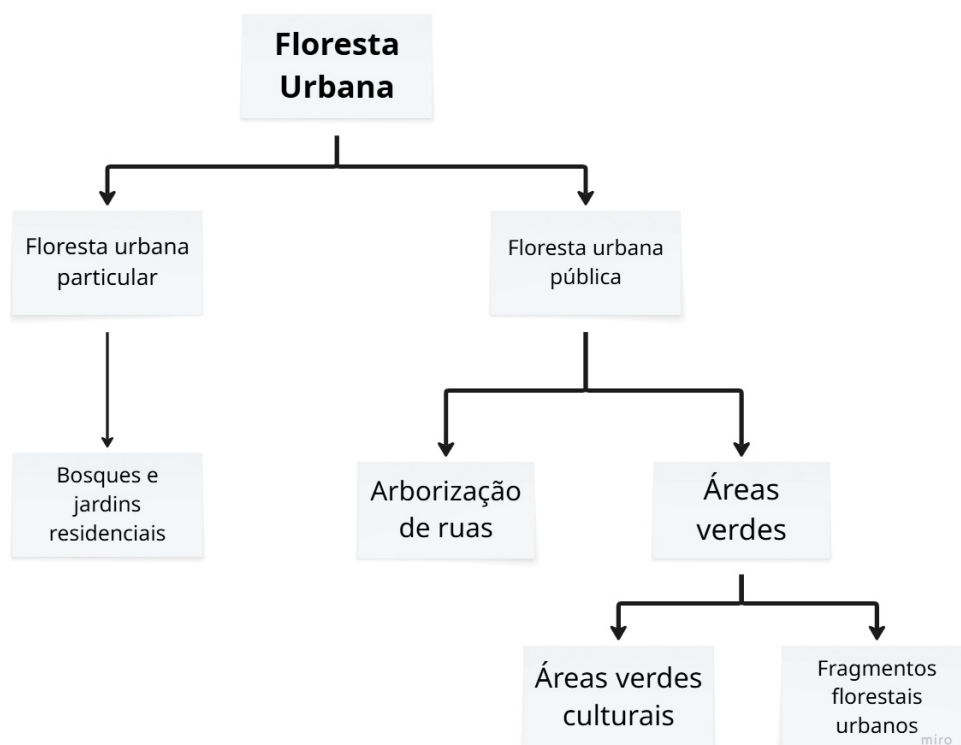 Floresta
Urbana
Floresta urbana
particular
Floresta urbana
pública
Bosques e
jardins
residenciais
Arborização
de ruas
Áreas
verdes
Áreas verdes
culturais
Fragmentos
florestais
urbanos
miro